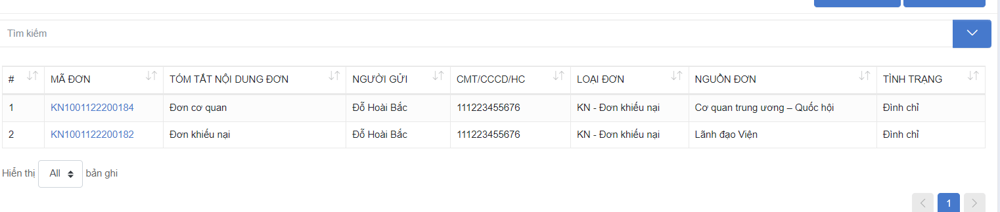 Tìm kiếm
# MÃ ĐƠN TÓM TẮT NỘI DUNG ĐƠN NGƯỜI GỬI CMT/CCCD/HC LOẠI ĐƠN NGUỒN ĐƠN TÌNH TRẠNG
1 KN1001122200184 Đơn cơ quan Đỗ Hoài Bắc 111223455676 KN - Đơn khiếu nại Cơ quan trung ương – Quốc hội Đình chỉ
2 KN1001122200182 Đơn khiếu nại Đỗ Hoài Bắc 111223455676 KN - Đơn khiếu nại Lãnh đạo Viện Đình chỉ
Hiển thị All bản ghi
1